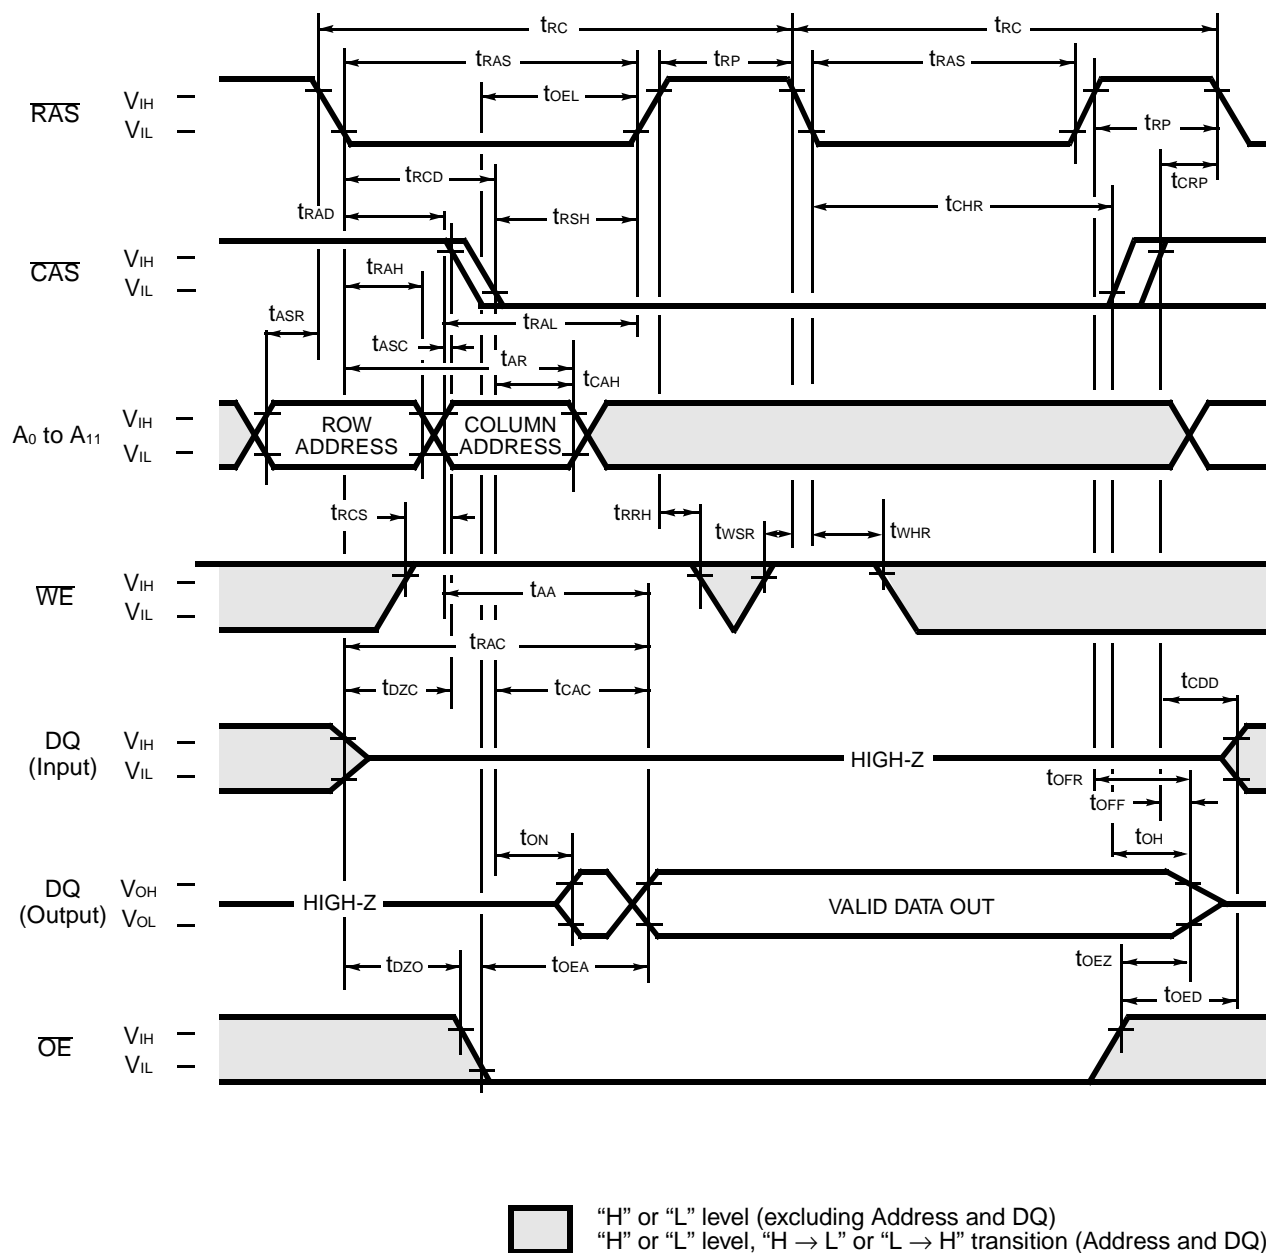 tRC tRC
tRAS tRP tRAS
RAS VIH
VIL
tOEL
tRP
tRCD
tCRP
tRAD
tRSH
tCHR
CAS VIH
VIL
tRAH
tASR
tRAL
tASC
tAR
tCAH
A0 to A11 VIH
VIL
ROW
ADDRESS
COLUMN
ADDRESS
tRCS
tRRH
tWSR
tWHR
WE VIH
VIL
tAA
tRAC
tDZC
tCAC
tCDD
DQ
(Input)
VIH
VIL
HIGH-Z
tOFR
tOFF
tON
tOH
DQ
(Output)
VOH
VOL
HIGH-Z
VALID DATA OUT
tDZO
tOEA
tOEZ
tOED
OE VIH
VIL
“H” or “L” level (excluding Address and DQ)
“H” or “L” level, “H → L” or “L → H” transition (Address and DQ)